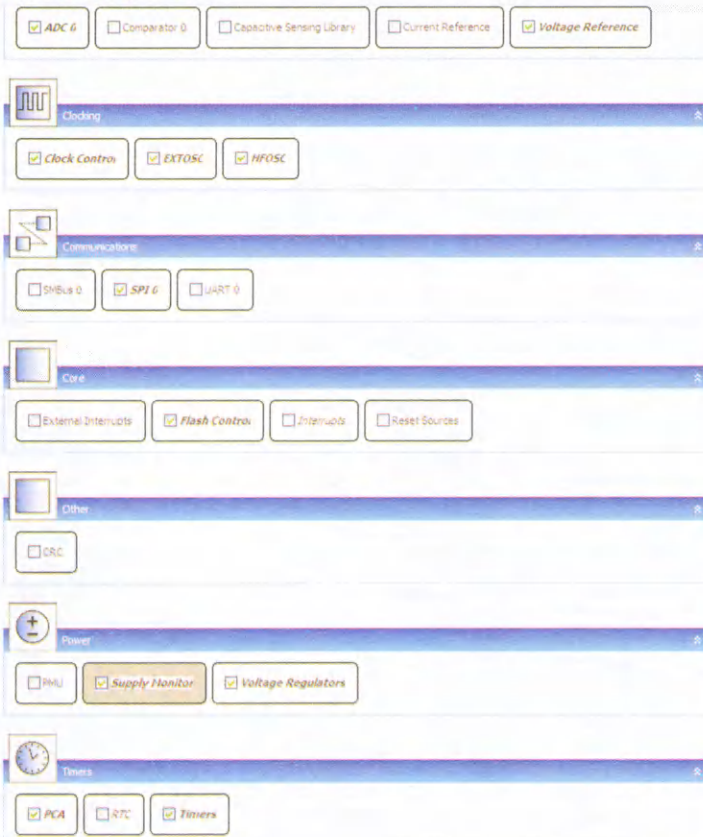 ADC 0 Comparator 0 Capacitive Sensing Library Current Reference Voltage Reference
Clocking
Clock Control EXTOSC HFOSC
Communications
SMBus 0 SPI 0 UART 0
Core
External Interrupts Flash Control Interrupts Reset Sources
Other
CRC
Power
PMU Supply Monitor Voltage Regulators
Timers
PCA RTC Timers